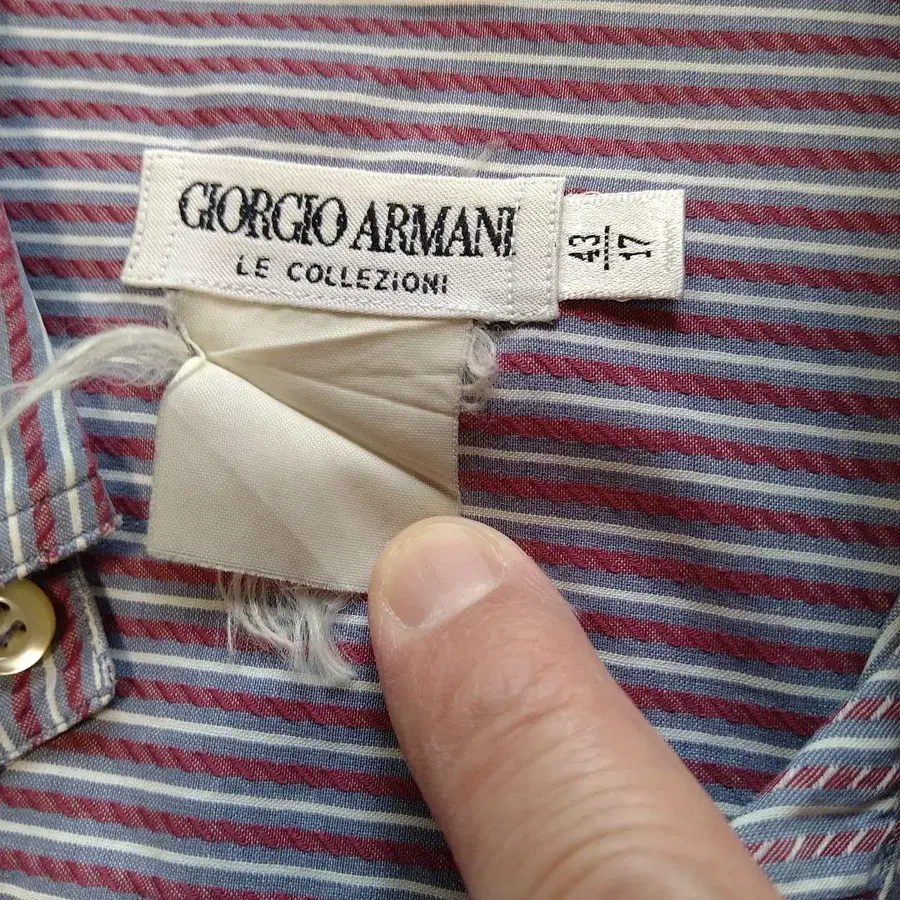 GIORGIO ARMANI
LE COLLEZIONI
43
17